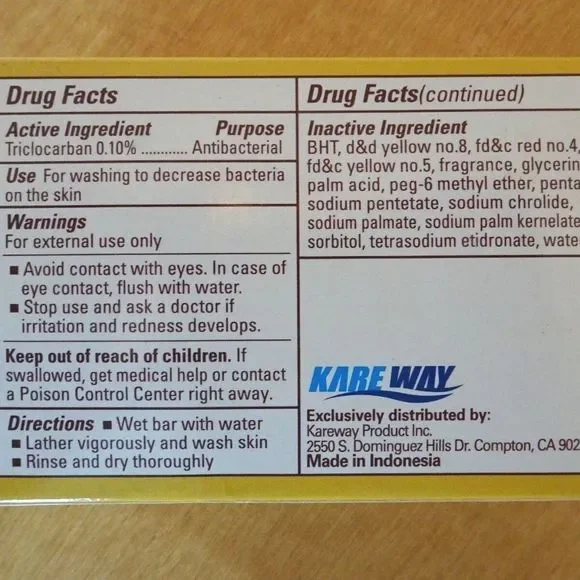 Drug Facts
Active Ingredient Purpose
Triclocarban 0.10% ............ Antibacterial
Use For washing to decrease bacteria
on the skin
Warnings
For external use only
■ Avoid contact with eyes. In case of
eye contact, flush with water.
■ Stop use and ask a doctor if
irritation and redness develops.
Keep out of reach of children. If
swallowed, get medical help or contact
a Poison Control Center right away.
Directions ■ Wet bar with water
■ Lather vigorously and wash skin
■ Rinse and dry thoroughly
Drug Facts(continued)
Inactive Ingredient
BHT, d&d yellow no.8, fd&c red no.4,
fd&c yellow no.5, fragrance, glycerin
palm acid, peg-6 methyl ether, penta
sodium pentetate, sodium chrolide,
sodium palmate, sodium palm kernelate
sorbitol, tetrasodium etidronate, wate
KARE WAY
Exclusively distributed by:
Kareway Product Inc.
2550 S. Dominguez Hills Dr. Compton, CA 902
Made in Indonesia